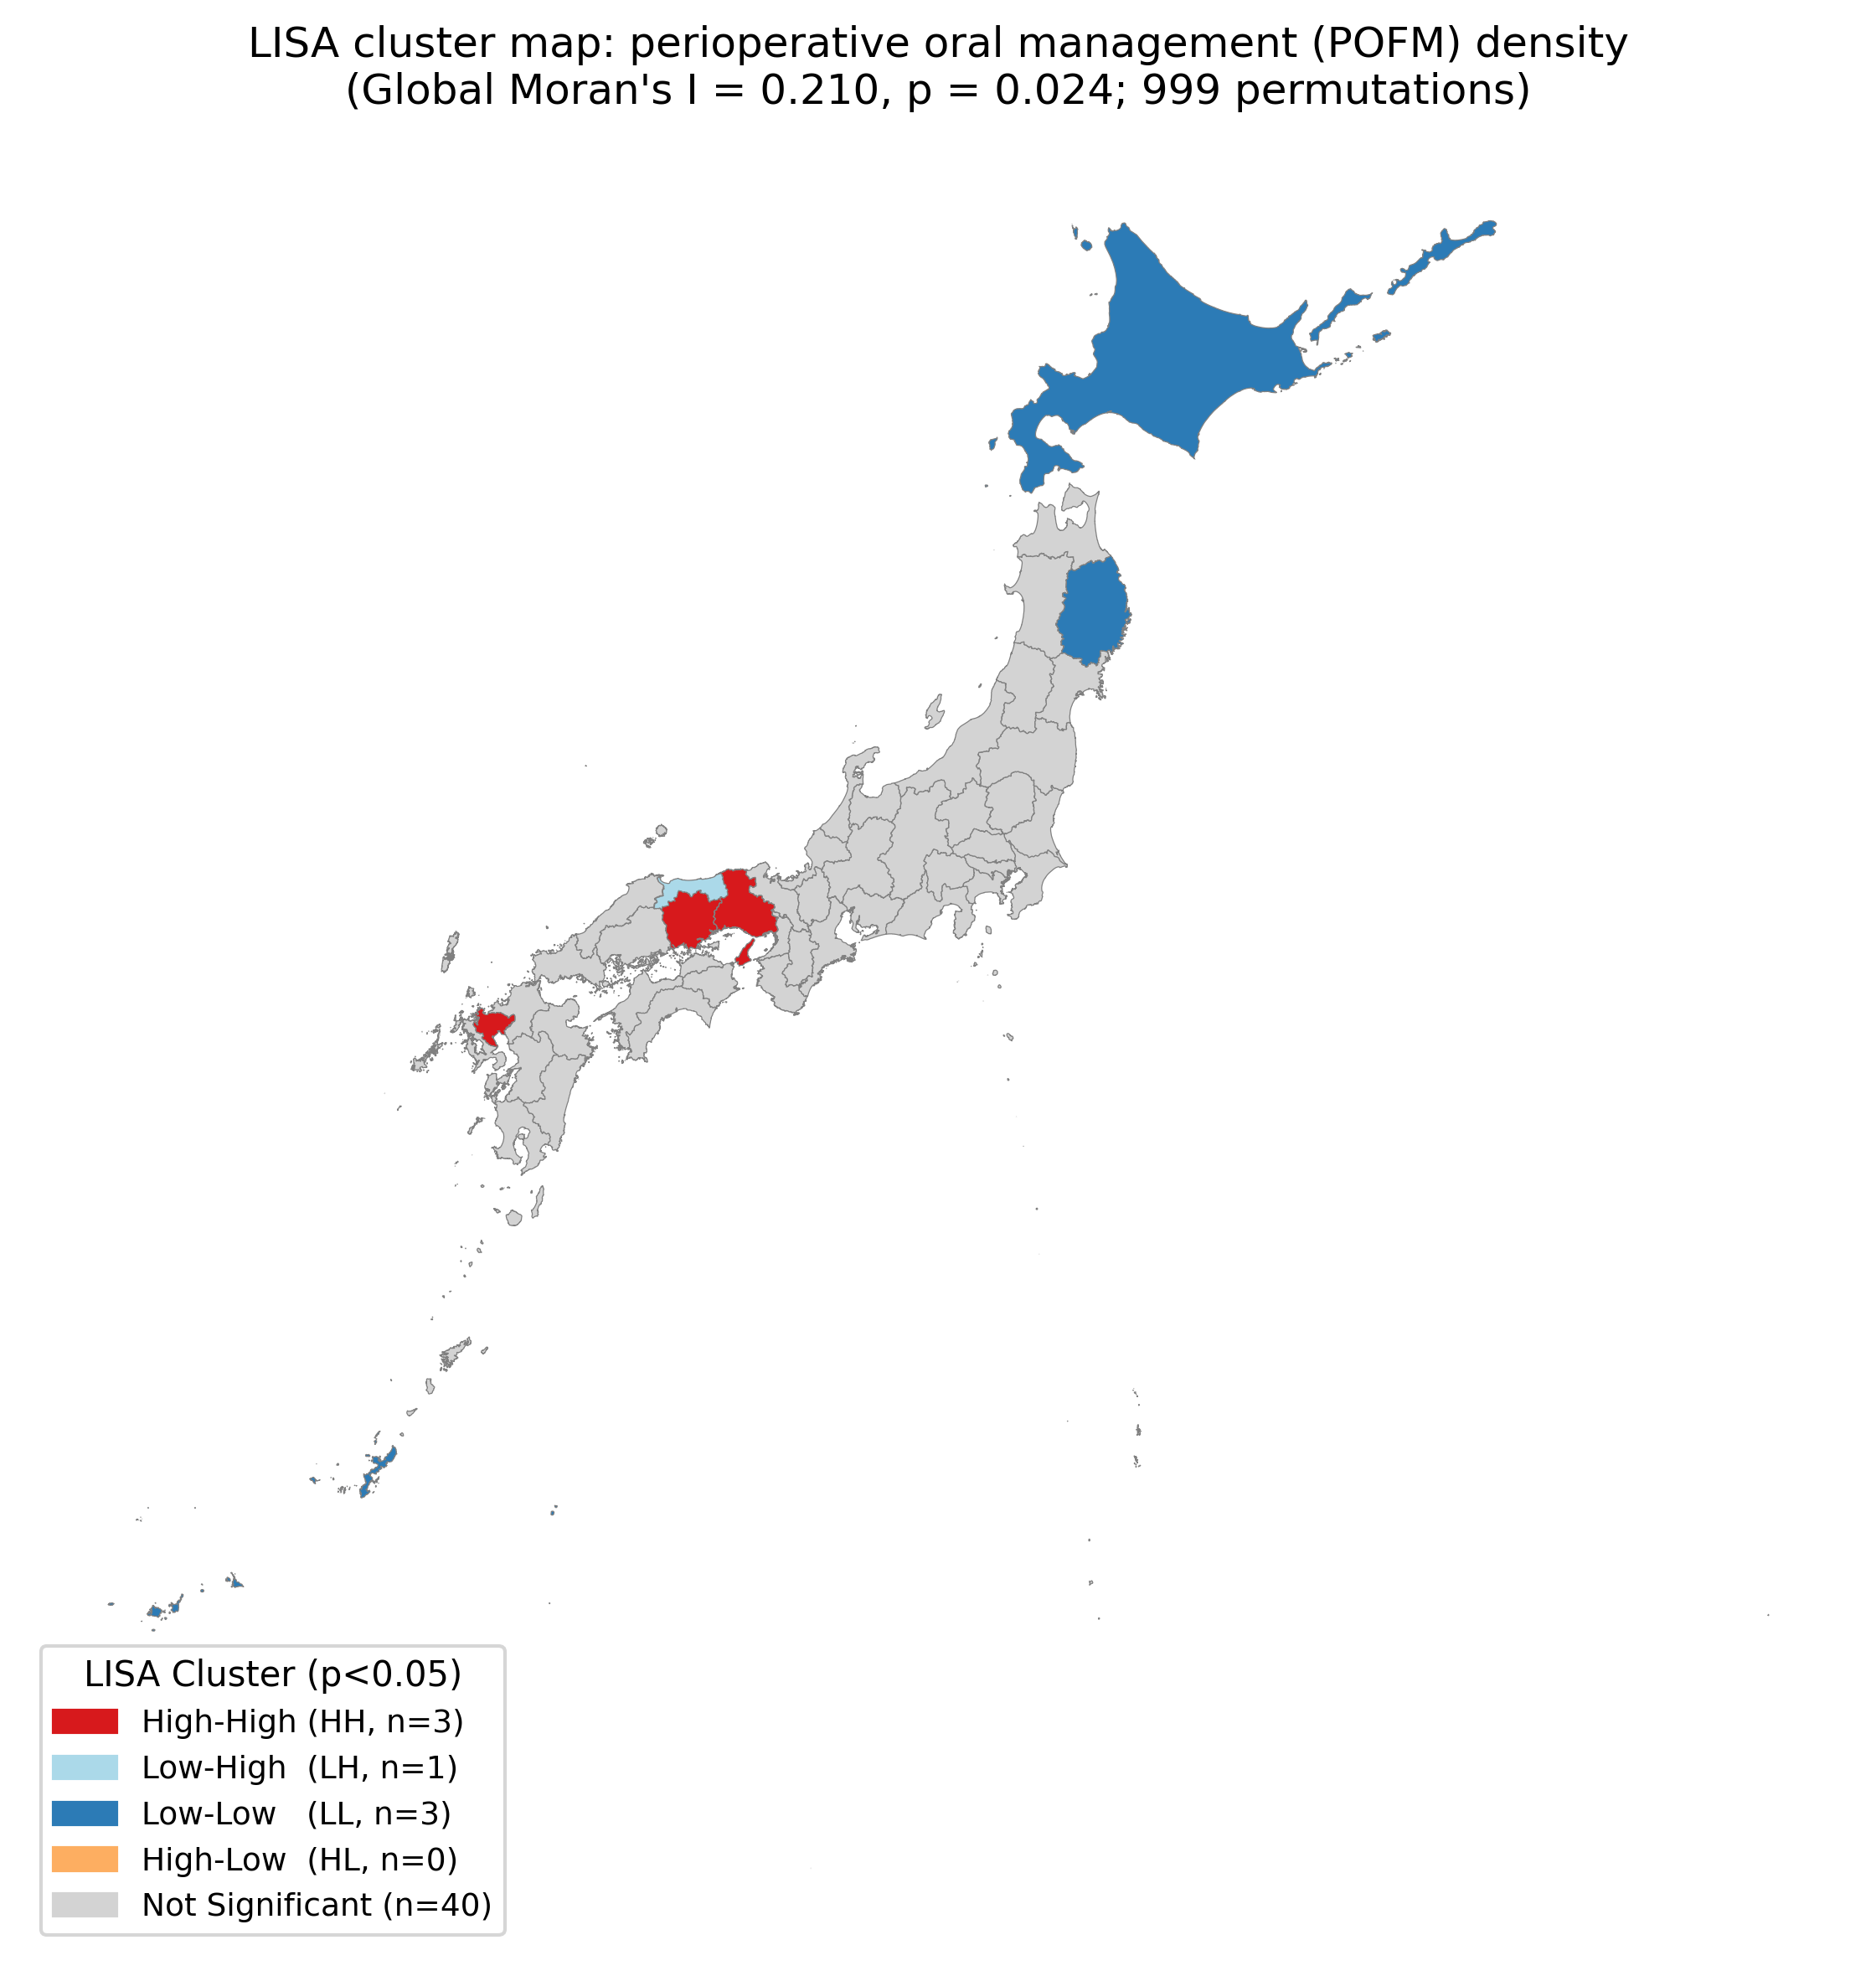 LISA cluster map: perioperative oral management (POFM) density
(Global Moran's I = 0.210, p = 0.024; 999 permutations)
LISA Cluster (p<0.05)
High-High (HH, n=3)
Low-High (LH, n=1)
Low-Low (LL, n=3)
High-Low (HL, n=0)
Not Significant (n=40)